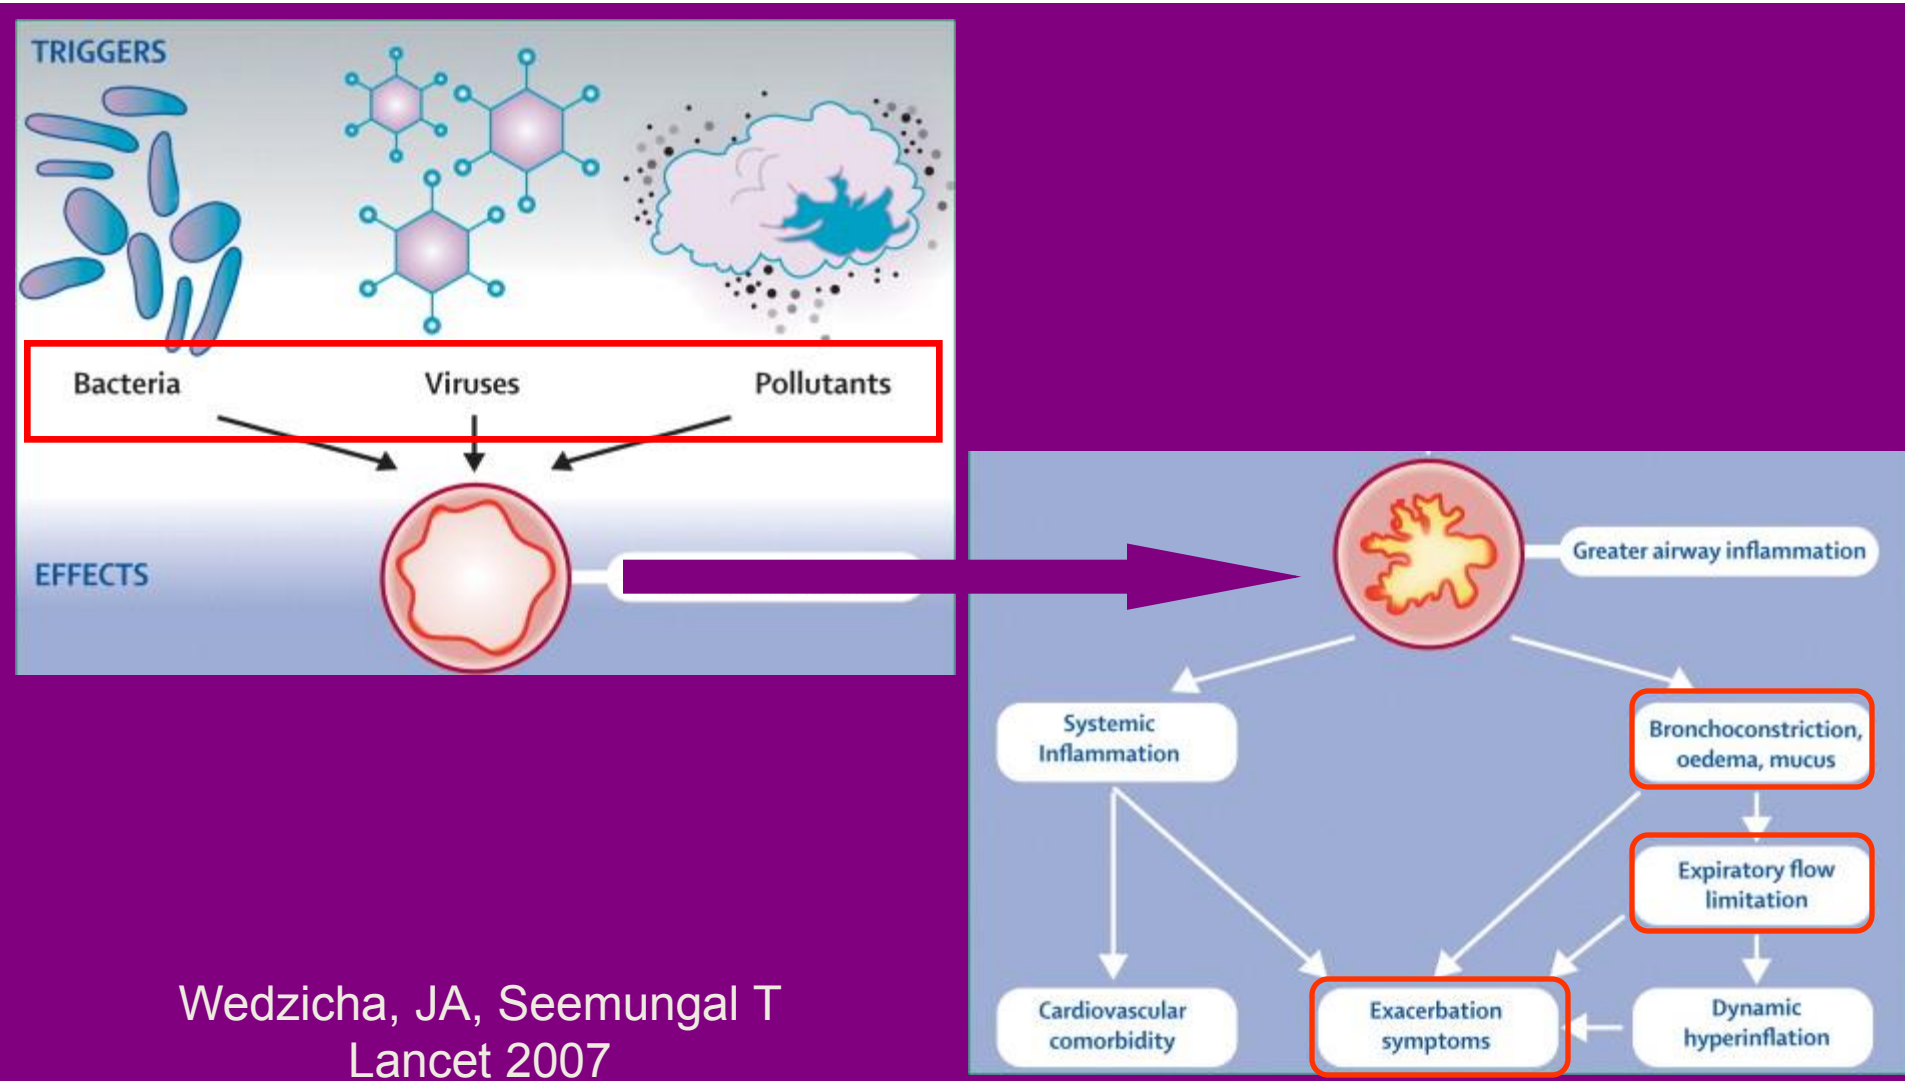 TRIGGERS
Bacteria
Viruses
Pollutants
EFFECTS
Greater airway inflammation
Systemic
Inflammation
Bronchoconstriction,
oedema, mucus
Expiratory flow
limitation
Cardiovascular
comorbidity
Exacerbation
symptoms
Dynamic
hyperinflation
Wedzicha, JA, Seemungal T
Lancet 2007